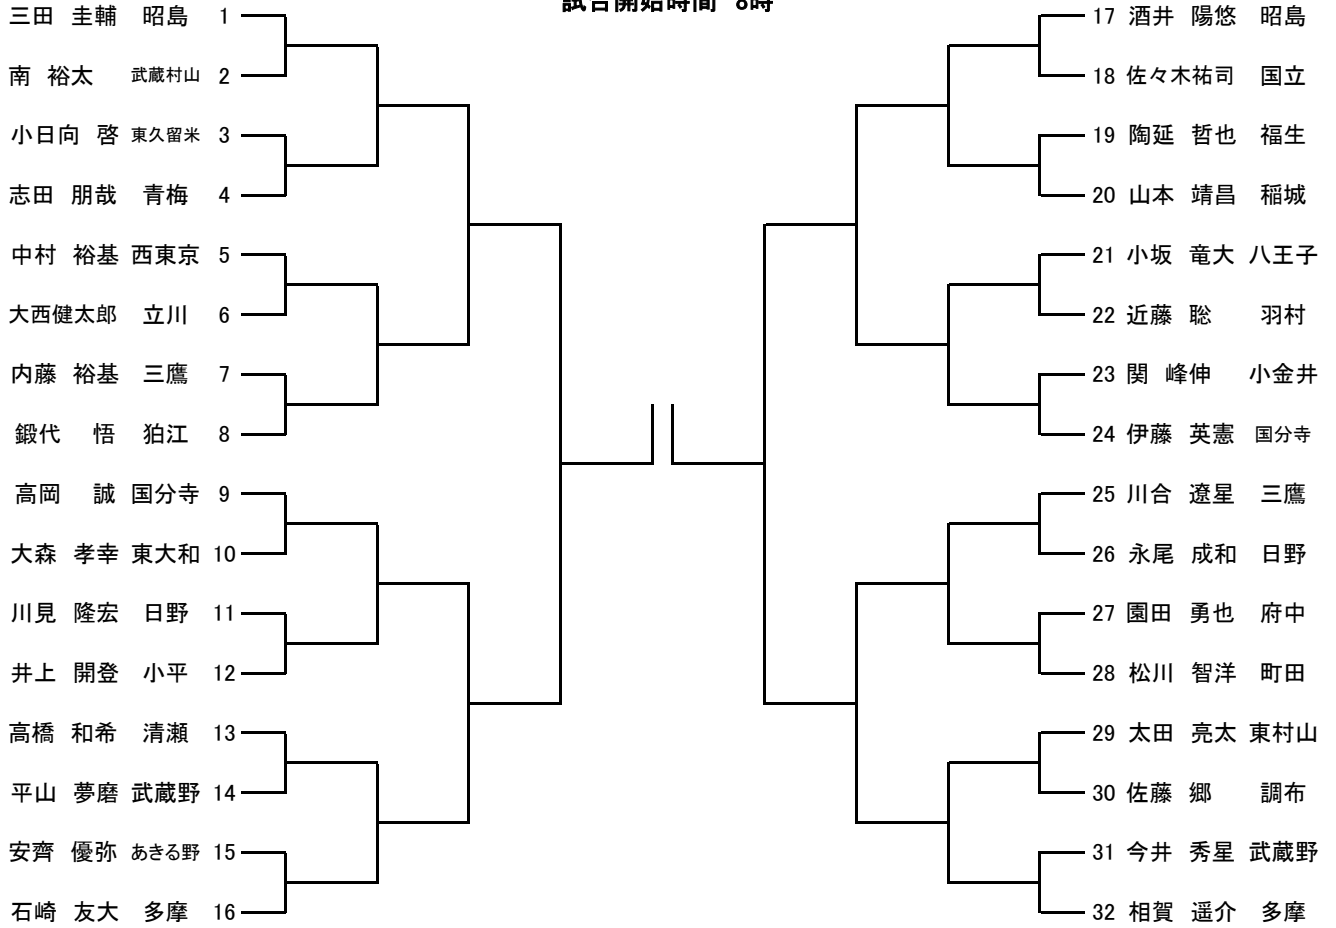 試合開始時間 8時
三田 圭輔 昭島 1
南 裕太 武蔵村山 2
小日向 啓 東久留米 3
志田 朋哉 青梅 4
中村 裕基 西東京 5
大西健太郎 立川 6
内藤 裕基 三鷹 7
鍛代 悟 狛江 8
高岡 誠 国分寺 9
大森 孝幸 東大和 10
川見 隆宏 日野 11
井上 開登 小平 12
高橋 和希 清瀬 13
平山 夢磨 武蔵野 14
安齊 優弥 あきる野 15
石崎 友大 多摩 16
17 酒井 陽悠 昭島
18 佐々木祐司 国立
19 陶延 哲也 福生
20 山本 靖昌 稲城
21 小坂 竜大 八王子
22 近藤 聡 羽村
23 関 峰伸 小金井
24 伊藤 英憲 国分寺
25 川合 遼星 三鷹
26 永尾 成和 日野
27 園田 勇也 府中
28 松川 智洋 町田
29 太田 亮太 東村山
30 佐藤 郷 調布
31 今井 秀星 武蔵野
32 相賀 遥介 多摩